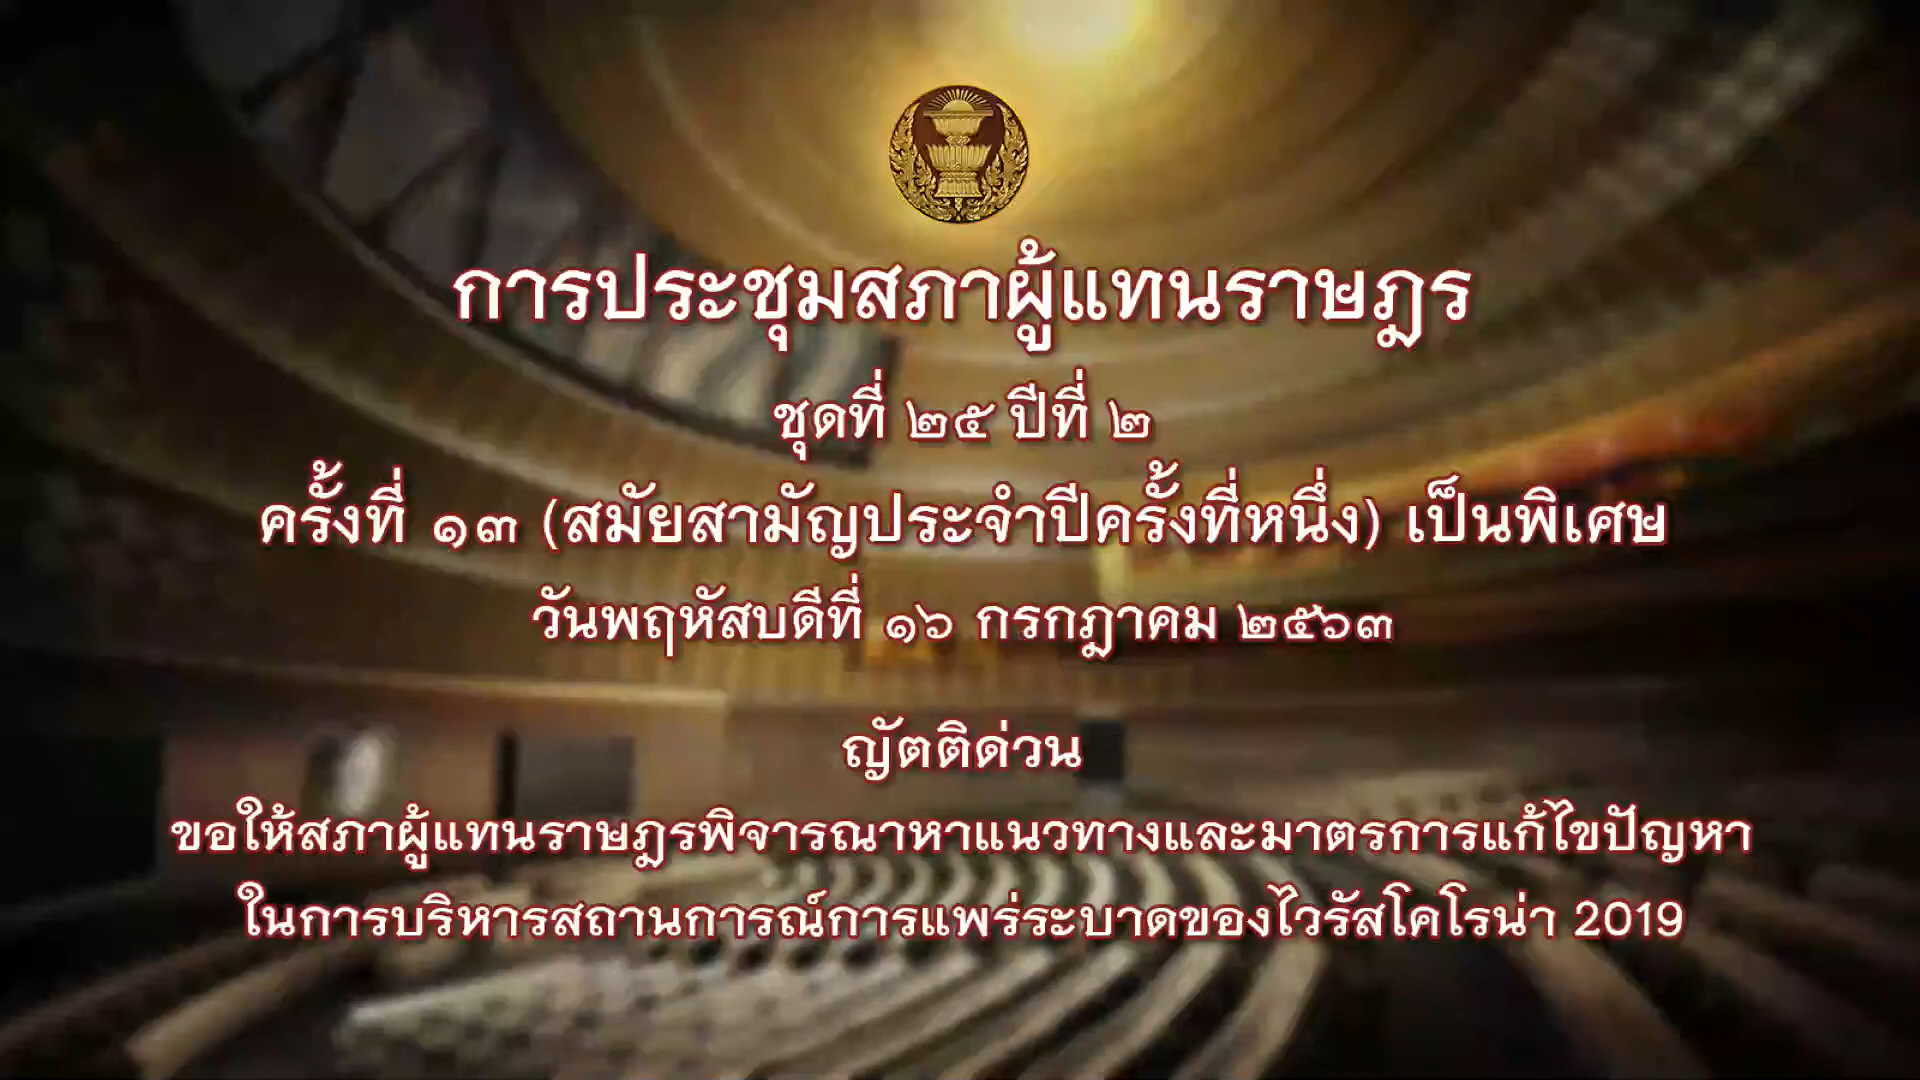 การประชุมสภาผู้แทนราษฎร
ชุดที่ ๒๕ ปีที่ ๒
ครั้งที่ ๑๓ (สมัยสามัญประจำปีครั้งที่หนึ่ง) เป็นพิเศษ
วันพฤหัสบดีที่ ๑๖ กรกฎาคม ๒๕๖๓
ญัตติด่วน
ขอให้สภาผู้แทนราษฎรพิจารณาหาแนวทางและมาตรการแก้ไขปัญหา
ในการบริหารสถานการณ์การแพร่ระบาดของไวรัสโคโรน่า 2019